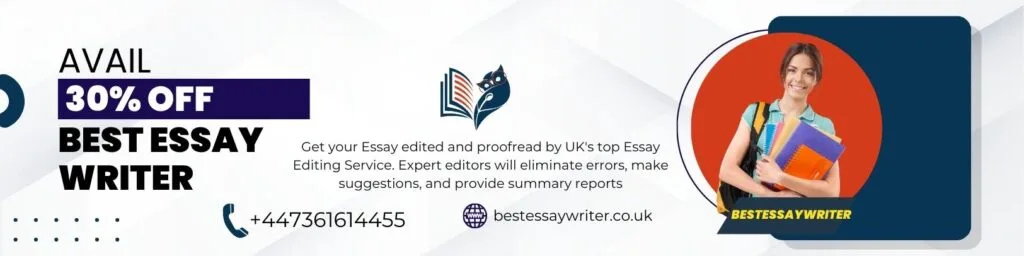 AVAIL
30% OFF
BEST ESSAY
WRITER
Get your Essay edited and proofread by UK's top Essay
Editing Service. Expert editors will eliminate errors, make
suggestions, and provide summary reports
+447361614455
bestessaywriter.co.uk
BESTESSAYWRITER